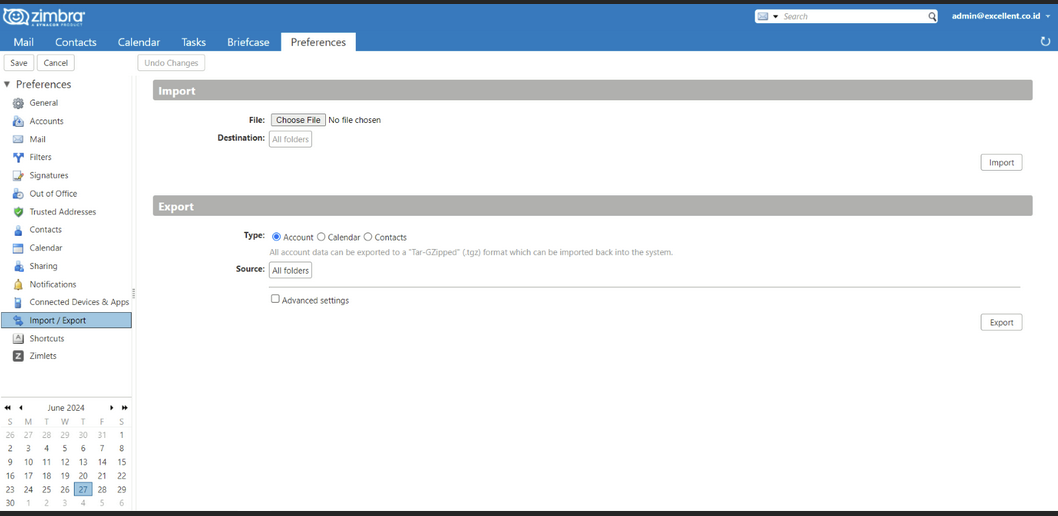 zimbra
A SYNACOR PRODUCT
Search
admin@excellent.co.id
Mail Contacts Calendar Tasks Briefcase Preferences
Save Cancel Undo Changes
Preferences
General
Accounts
Mail
Filters
Signatures
Out of Office
Trusted Addresses
Contacts
Calendar
Sharing
Notifications
Connected Devices & Apps
Import / Export
Shortcuts
Zimlets
June 2024
S M T W T F S
26 27 28 29 30 31 1
2 3 4 5 6 7 8
9 10 11 12 13 14 15
16 17 18 19 20 21 22
23 24 25 26 27 28 29
30 1 2 3 4 5 6
Import
File: Choose File No file chosen
Destination: All folders
Import
Export
Type: Account Calendar Contacts
All account data can be exported to a "Tar-GZipped" (.tgz) format which can be imported back into the system.
Source: All folders
Advanced settings
Export